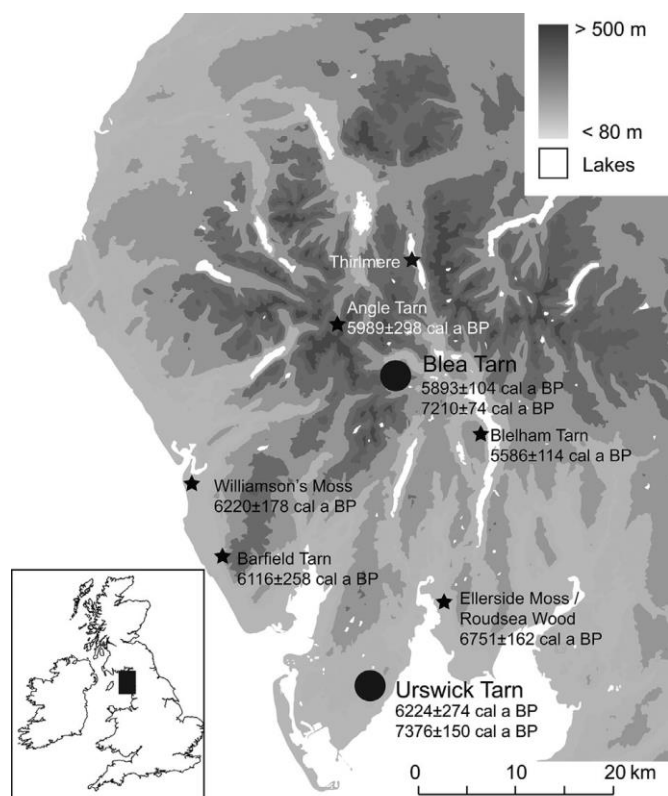 > 500 m
< 80 m
Lakes
Thirlmere
Angle Tarn
5989±298 cal a BP
Blea Tarn
5893±104 cal a BP
7210±74 cal a BP
Blelham Tarn
5586±114 cal a BP
Williamson's Moss
6220±178 cal a BP
Barfield Tarn
6116±258 cal a BP
Ellerside Moss /
Roudsea Wood
6751±162 cal a BP
Urswick Tarn
6224±274 cal a BP
7376±150 cal a BP
0 10 20 km